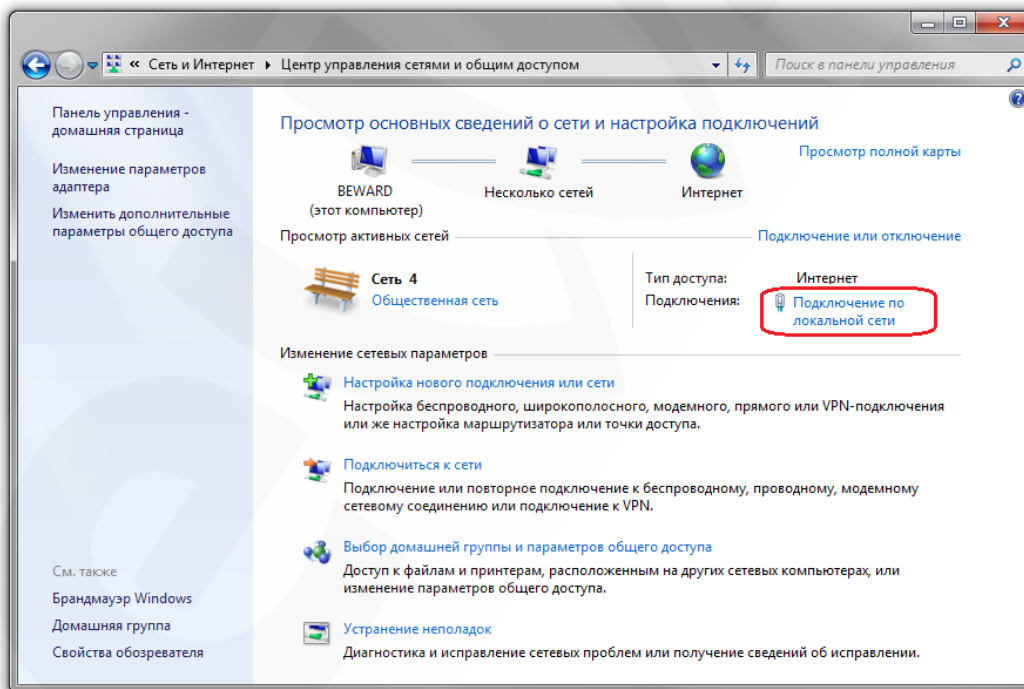 « Сеть и Интернет ▸ Центр управления сетями и общим доступом
Поиск в панели управления
Панель управления -
домашняя страница
Изменение параметров
адаптера
Изменить дополнительные
параметры общего доступа
См. также
Брандмауэр Windows
Домашняя группа
Свойства обозревателя
Просмотр основных сведений о сети и настройка подключений
Просмотр полной карты
BEWARD
(этот компьютер)
Несколько сетей
Интернет
Просмотр активных сетей
Подключение или отключение
Сеть 4
Общественная сеть
Тип доступа: Интернет
Подключения: Подключение по
локальной сети
Изменение сетевых параметров
Настройка нового подключения или сети
Настройка беспроводного, широкополосного, модемного, прямого или VPN-подключения
или же настройка маршрутизатора или точки доступа.
Подключиться к сети
Подключение или повторное подключение к беспроводному, проводному, модемному
сетевому соединению или подключение к VPN.
Выбор домашней группы и параметров общего доступа
Доступ к файлам и принтерам, расположенным на других сетевых компьютерах, или
изменение параметров общего доступа.
Устранение неполадок
Диагностика и исправление сетевых проблем или получение сведений об исправлении.